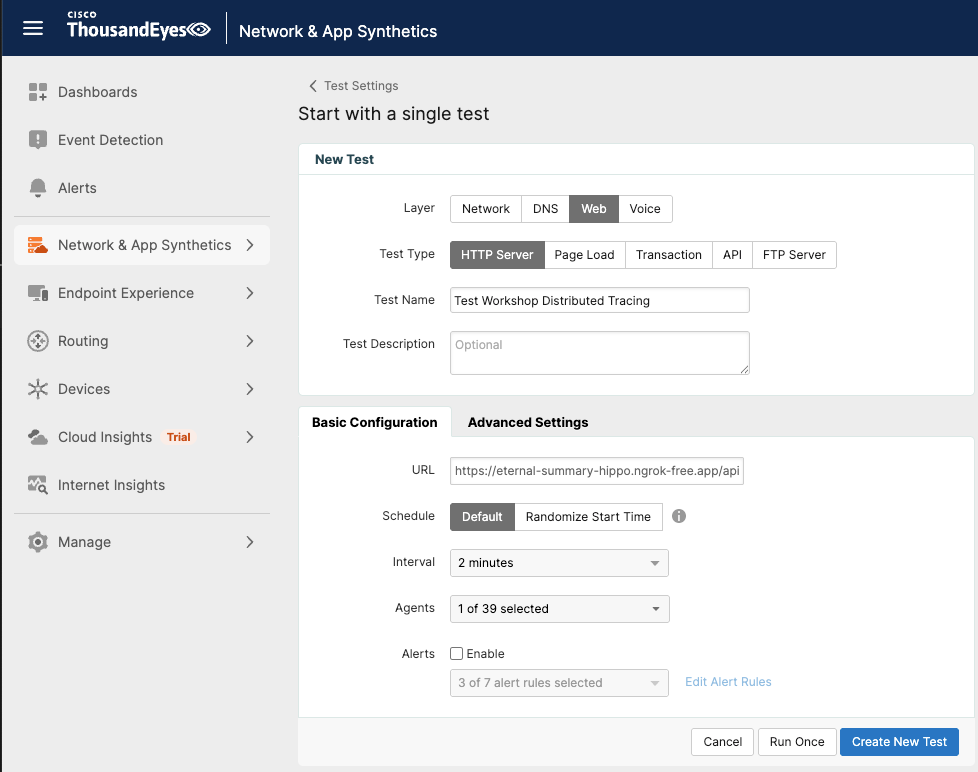 CISCO
ThousandEyes
Network & App Synthetics
Dashboards
Event Detection
Alerts
Network & App Synthetics
Endpoint Experience
Routing
Devices
Cloud Insights Trial
Internet Insights
Manage
Test Settings
Start with a single test
New Test
Layer Network DNS Web Voice
Test Type HTTP Server Page Load Transaction API FTP Server
Test Name Test Workshop Distributed Tracing
Test Description Optional
Basic Configuration Advanced Settings
URL https://eternal-summary-hippo.ngrok-free.app/api
Schedule Default Randomize Start Time
Interval 2 minutes
Agents 1 of 39 selected
Alerts Enable
3 of 7 alert rules selected Edit Alert Rules
Cancel Run Once Create New Test